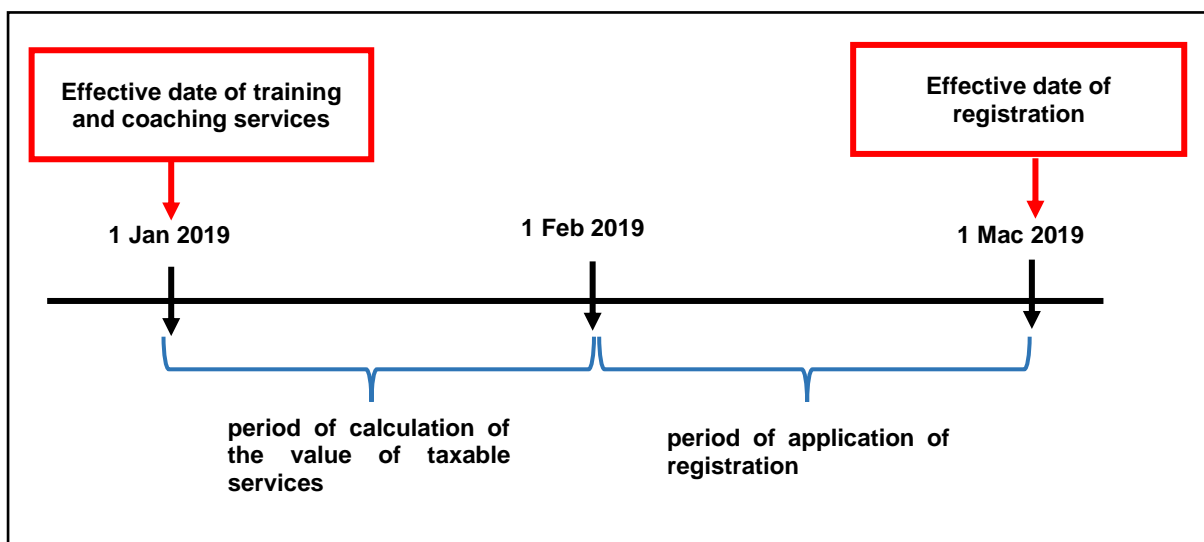 Effective date of training
and coaching services
Effective date of
registration
1 Jan 2019
1 Feb 2019
1 Mac 2019
period of calculation of
the value of taxable
services
period of application of
registration